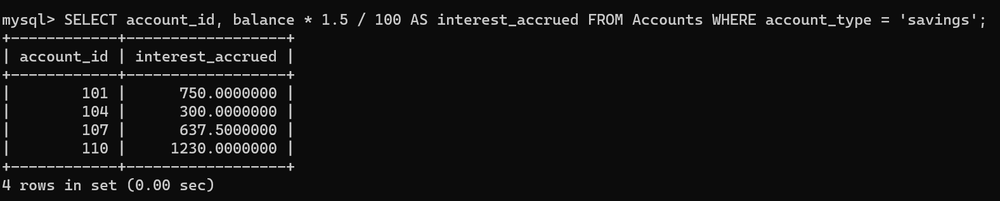 mysql> SELECT account_id, balance * 1.5 / 100 AS interest_accrued FROM Accounts WHERE account_type = 'savings';
+------------+------------------+
| account_id | interest_accrued |
+------------+------------------+
|        101 |      750.0000000 |
|        104 |      300.0000000 |
|        107 |      637.5000000 |
|        110 |     1230.0000000 |
+------------+------------------+
4 rows in set (0.00 sec)